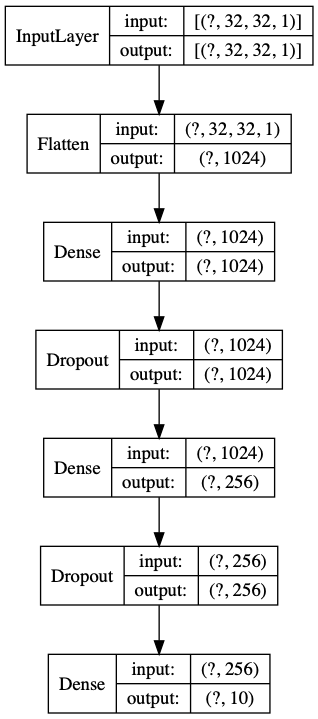 InputLayer input: [(?, 32, 32, 1)]
output: [(?, 32, 32, 1)]
Flatten input: (?, 32, 32, 1)
output: (?, 1024)
Dense input: (?, 1024)
output: (?, 1024)
Dropout input: (?, 1024)
output: (?, 1024)
Dense input: (?, 1024)
output: (?, 256)
Dropout input: (?, 256)
output: (?, 256)
Dense input: (?, 256)
output: (?, 10)